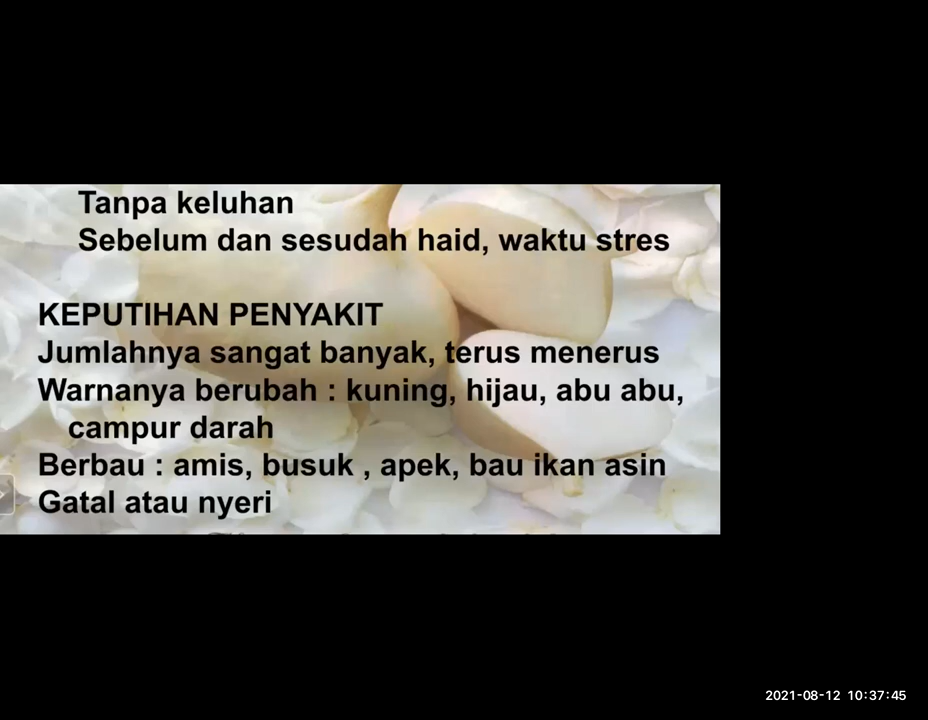 Tanpa keluhan
Sebelum dan sesudah haid, waktu stres
KEPUTIHAN PENYAKIT
Jumlahnya sangat banyak, terus menerus
Warnanya berubah : kuning, hijau, abu abu,
campur darah
Berbau : amis, busuk , apek, bau ikan asin
Gatal atau nyeri
2021-08-12 10:37:45